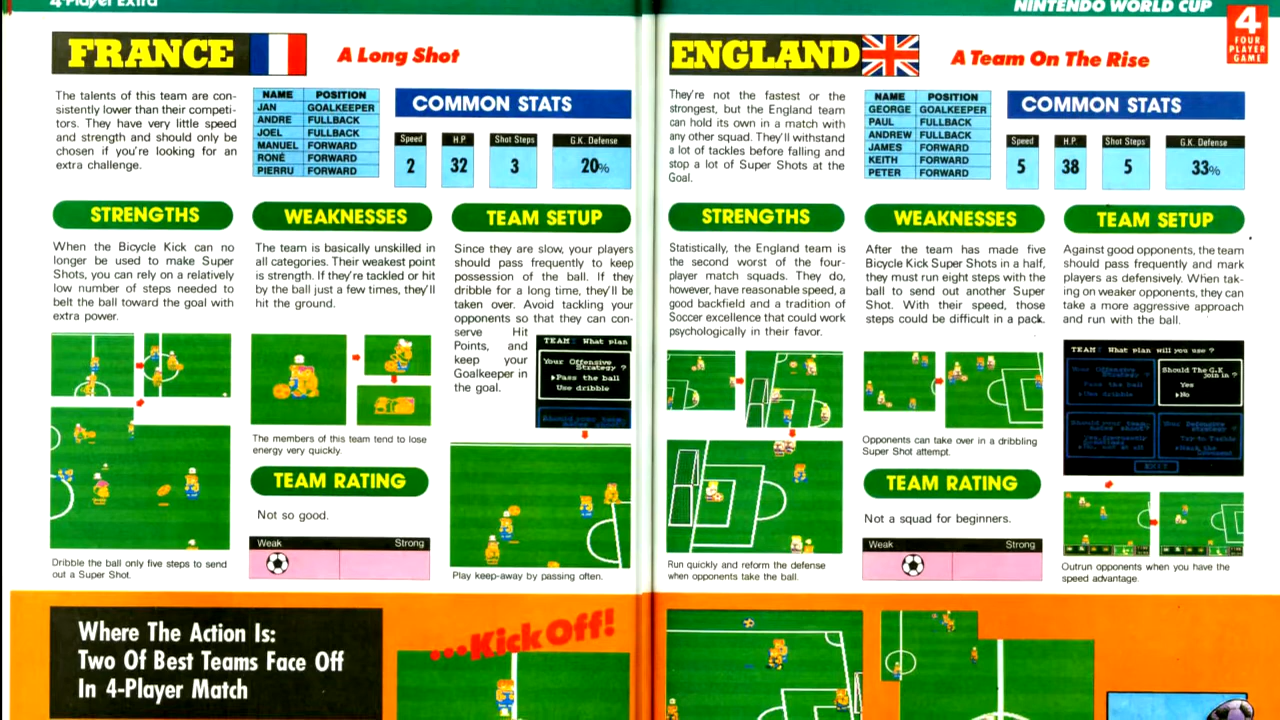 4-Player Extra
FRANCE
A Long Shot
The talents of this team are con-
sistently lower than their competi-
tors. They have very little speed
and strength and should only be
chosen if you're looking for an
extra challenge.
NAME POSITION
JAN GOALKEEPER
ANDRE FULLBACK
JOEL FULLBACK
MANUEL FORWARD
RONÉ FORWARD
PIERRU FORWARD
COMMON STATS
Speed H.P. Shot Steps G.K. Defense
2 32 3 20%
STRENGTHS
When the Bicycle Kick can no
longer be used to make Super
Shots, you can rely on a relatively
low number of steps needed to
belt the ball toward the goal with
extra power.
Dribble the ball only five steps to send
out a Super Shot.
WEAKNESSES
The team is basically unskilled in
all categories. Their weakest point
is strength. If they're tackled or hit
by the ball just a few times, they'll
hit the ground.
The members of this team tend to lose
energy very quickly.
TEAM RATING
Not so good.
Weak Strong
TEAM SETUP
Since they are slow, your players
should pass frequently to keep
possession of the ball. If they
dribble for a long time, they'll be
taken over. Avoid tackling your
opponents so that they can con-
serve Hit
Points, and
keep your
Goalkeeper in
the goal.
TEAM: What plan
Your Offensive
Strategy ?
▸Pass the ball
Use dribble
Play keep-away by passing often.
Where The Action Is:
Two Of Best Teams Face Off
In 4-Player Match
...Kick Off!
NINTENDO WORLD CUP
4
FOUR
PLAYER
GAME
ENGLAND
A Team On The Rise
They're not the fastest or the
strongest, but the England team
can hold its own in a match with
any other squad. They'll withstand
a lot of tackles before falling and
stop a lot of Super Shots at the
Goal.
NAME POSITION
GEORGE GOALKEEPER
PAUL FULLBACK
ANDREW FULLBACK
JAMES FORWARD
KEITH FORWARD
PETER FORWARD
COMMON STATS
Speed H.P. Shot Steps G.K. Defense
5 38 5 33%
STRENGTHS
Statistically, the England team is
the second worst of the four-
player match squads. They do,
however, have reasonable speed, a
good backfield and a tradition of
Soccer excellence that could work
psychologically in their favor.
Run quickly and reform the defense
when opponents take the ball.
WEAKNESSES
After the team has made five
Bicycle Kick Super Shots in a half,
they must run eight steps with the
ball to send out another Super
Shot. With their speed, those
steps could be difficult in a pack.
Opponents can take over in a dribbling
Super Shot attempt.
TEAM RATING
Not a squad for beginners.
Weak Strong
TEAM SETUP
Against good opponents, the team
should pass frequently and mark
players as defensively. When tak-
ing on weaker opponents, they can
take a more aggressive approach
and run with the ball.
TEAM: What plan will you use ?
Your Offensive
Strategy ?
Pass the ball
▸Use dribble
Should The G.K
join in ?
Yes
▸No
Outrun opponents when you have the
speed advantage.